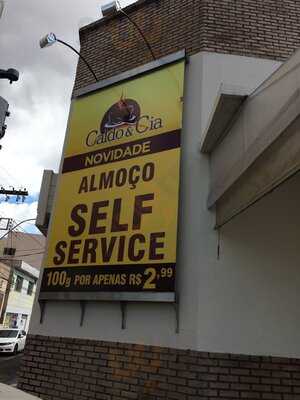 Caldo & Cia
NOVIDADE
ALMOÇO
SELF
SERVICE
100g POR APENAS R$ 2,99